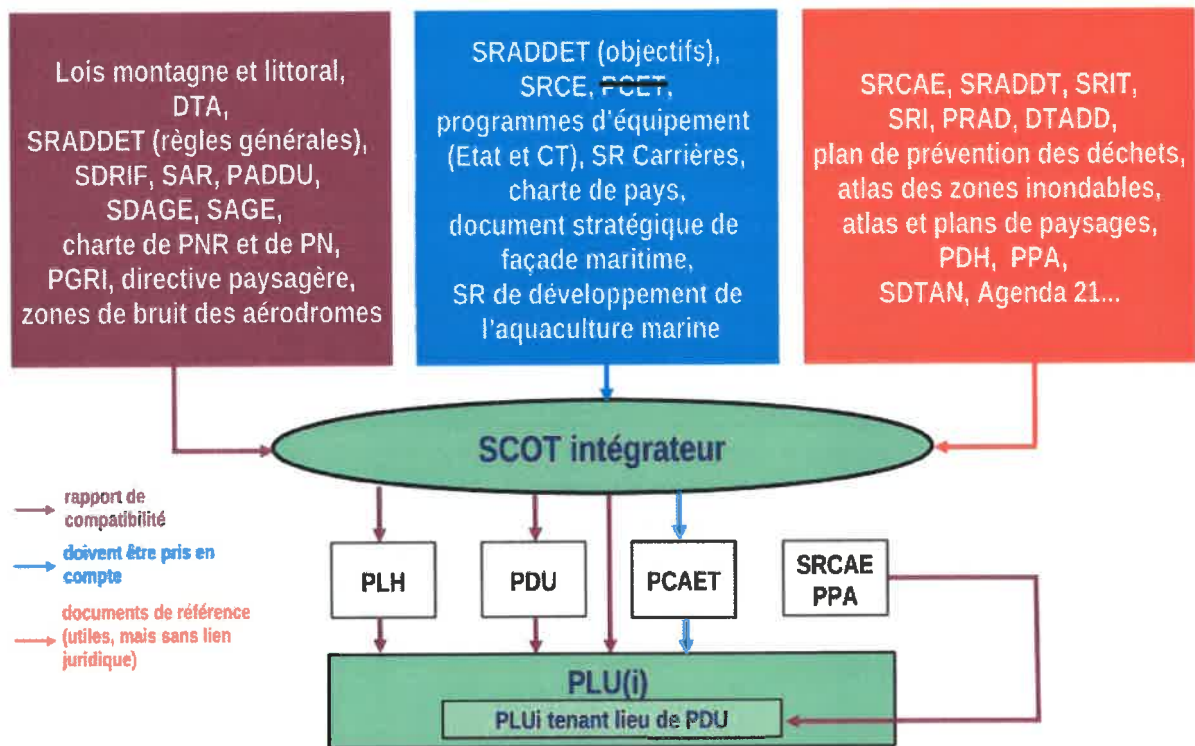 Lois montagne et littoral,
DTA,
SRADDET (règles générales),
SDRIF, SAR, PADDU,
SDAGE, SAGE,
charte de PNR et de PN,
PGRI, directive paysagère,
zones de bruit des aérodromes
SRADDET (objectifs),
SRCE, PCET,
programmes d'équipement
(Etat et CT), SR Carrières,
charte de pays,
document stratégique de
façade maritime,
SR de développement de
l'aquaculture marine
SRCAE, SRADDT, SRIT,
SRI, PRAD, DTADD,
plan de prévention des déchets,
atlas des zones inondables,
atlas et plans de paysages,
PDH, PPA,
SDTAN, Agenda 21...
SCOT intégrateur
rapport de
compatibilité
doivent être pris en
compte
documents de référence
(utiles, mais sans lien
juridique)
PLH
PDU
PCAET
SRCAE
PPA
PLU(i)
PLUi tenant lieu de PDU